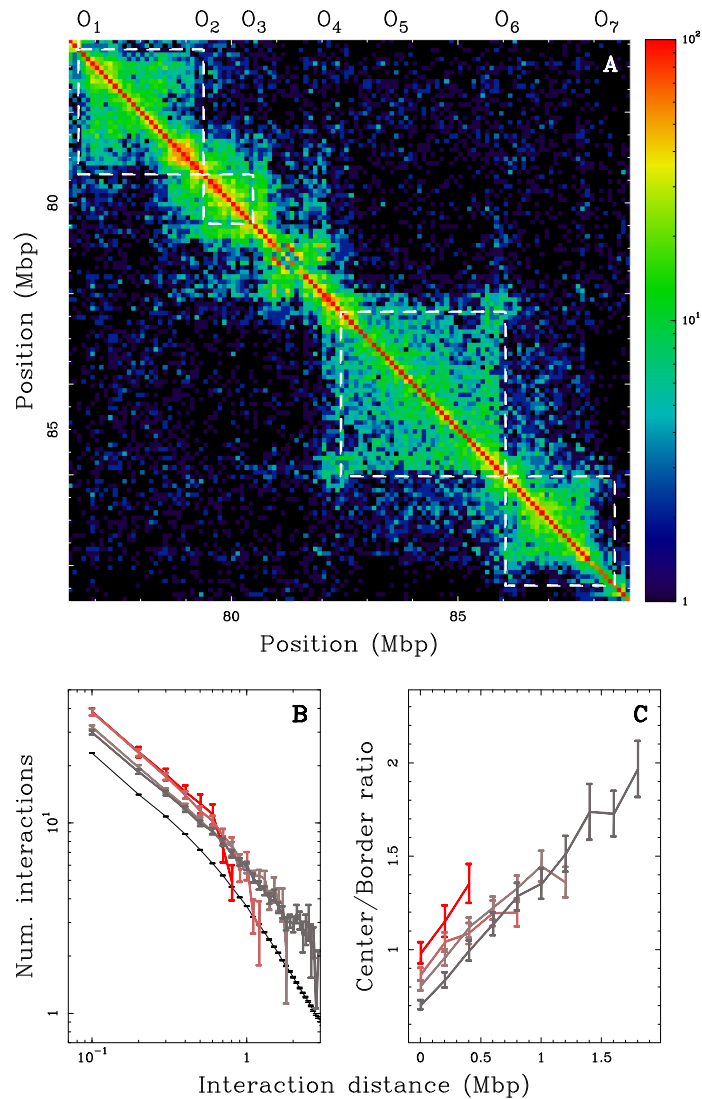 O1 O2 O3 O4 O5 O6 O7
A
10²
80
Position (Mbp)
10¹
85
1
80 85
Position (Mbp)
B
C
Num. interactions
10¹
1
10⁻¹ 1
Center/Border ratio
2
1.5
1
0 0.5 1 1.5
Interaction distance (Mbp)